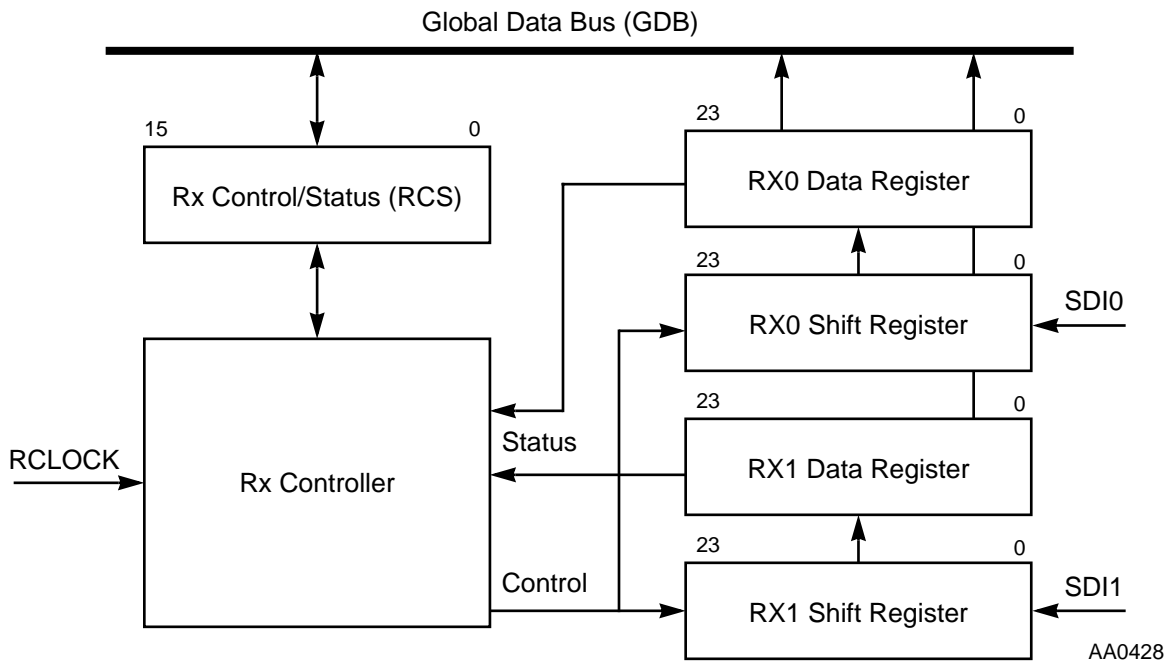 Global Data Bus (GDB)
15 0
Rx Control/Status (RCS)
23 0
RX0 Data Register
23 0
RX0 Shift Register
SDI0
23 0
RX1 Data Register
23 0
RX1 Shift Register
SDI1
RCLOCK
Rx Controller
Status
Control
AA0428